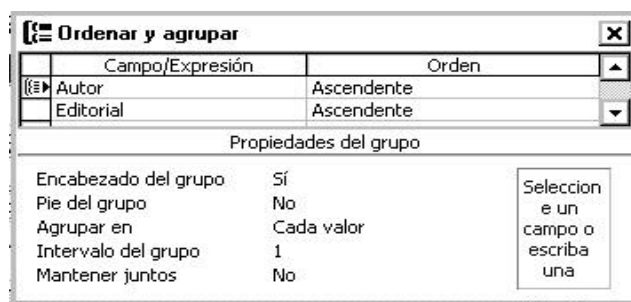 Ordenar y agrupar
Campo/Expresión Orden
Autor Ascendente
Editorial Ascendente
Propiedades del grupo
Encabezado del grupo Sí
Pie del grupo No
Agrupar en Cada valor
Intervalo del grupo 1
Mantener juntos No
Seleccion
e un
campo o
escriba
una